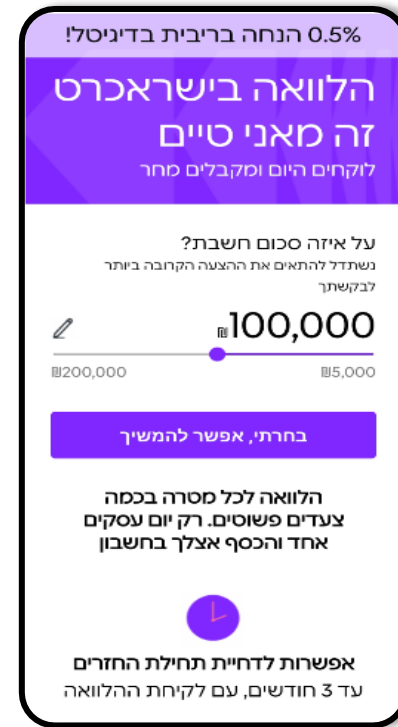 0.5% הנחה בריבית בדיגיטל!
הלוואה בישראכרט
זה מאני טיים
לוקחים היום ומקבלים מחר
על איזה סכום חשבת?
נשתדל להתאים את ההצעה הקרובה ביותר
לבקשתך
₪100,000
₪5,000
₪200,000
בחרתי, אפשר להמשיך
הלוואה לכל מטרה בכמה
צעדים פשוטים. רק יום עסקים
אחד והכסף אצלך בחשבון
אפשרות לדחיית תחילת החזרים
עד 3 חודשים, עם לקיחת ההלוואה